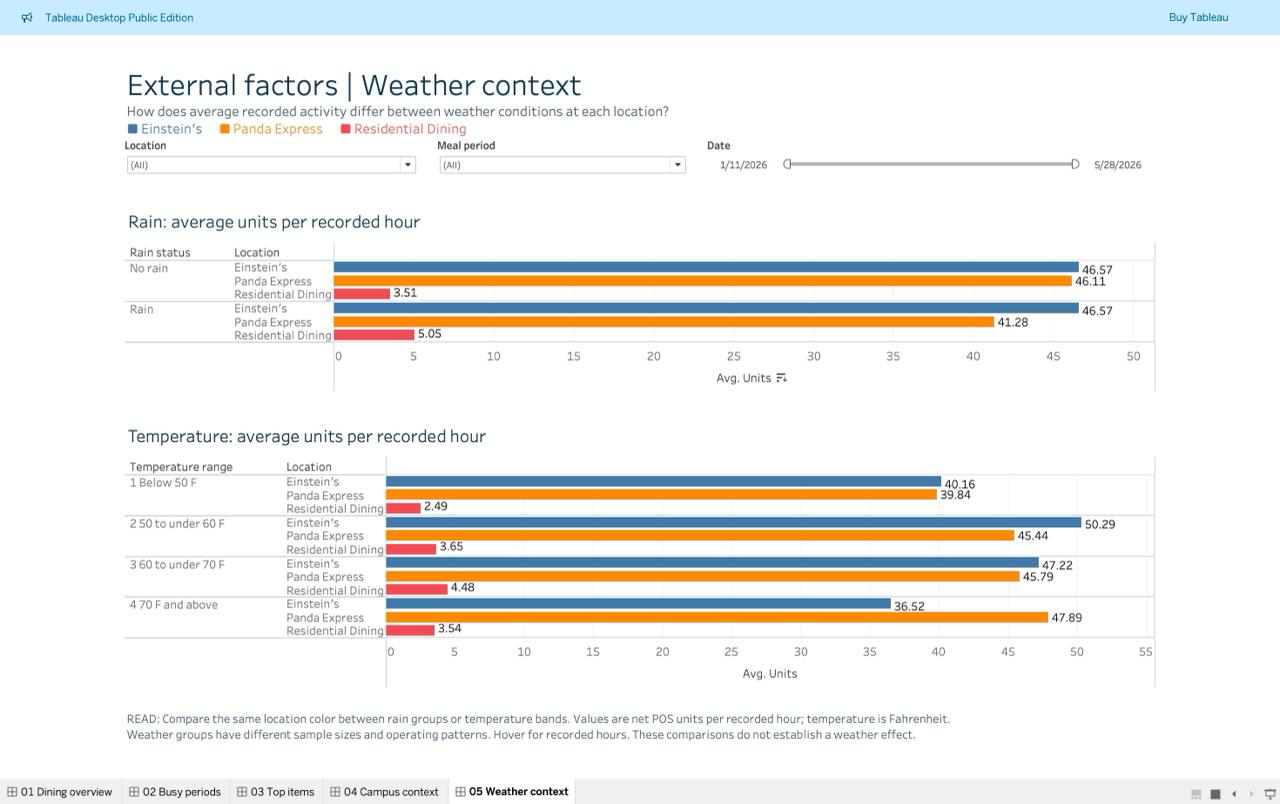 Tableau Desktop Public Edition Buy Tableau
External factors | Weather context
How does average recorded activity differ between weather conditions at each location?
Einstein's Panda Express Residential Dining
Location Meal period Date
(All) (All) 1/11/2026 5/28/2026
Rain: average units per recorded hour
Rain status Location
No rain Einstein's 46.57
Panda Express 46.11
Residential Dining 3.51
Rain Einstein's 46.57
Panda Express 41.28
Residential Dining 5.05
0 5 10 15 20 25 30 35 40 45 50
Avg. Units
Temperature: average units per recorded hour
Temperature range Location
1 Below 50 F Einstein's 40.16
Panda Express 39.84
Residential Dining 2.49
2 50 to under 60 F Einstein's 50.29
Panda Express 45.44
Residential Dining 3.65
3 60 to under 70 F Einstein's 47.22
Panda Express 45.79
Residential Dining 4.48
4 70 F and above Einstein's 36.52
Panda Express 47.89
Residential Dining 3.54
0 5 10 15 20 25 30 35 40 45 50 55
Avg. Units
READ: Compare the same location color between rain groups or temperature bands. Values are net POS units per recorded hour; temperature is Fahrenheit.
Weather groups have different sample sizes and operating patterns. Hover for recorded hours. These comparisons do not establish a weather effect.
01 Dining overview 02 Busy periods 03 Top items 04 Campus context 05 Weather context